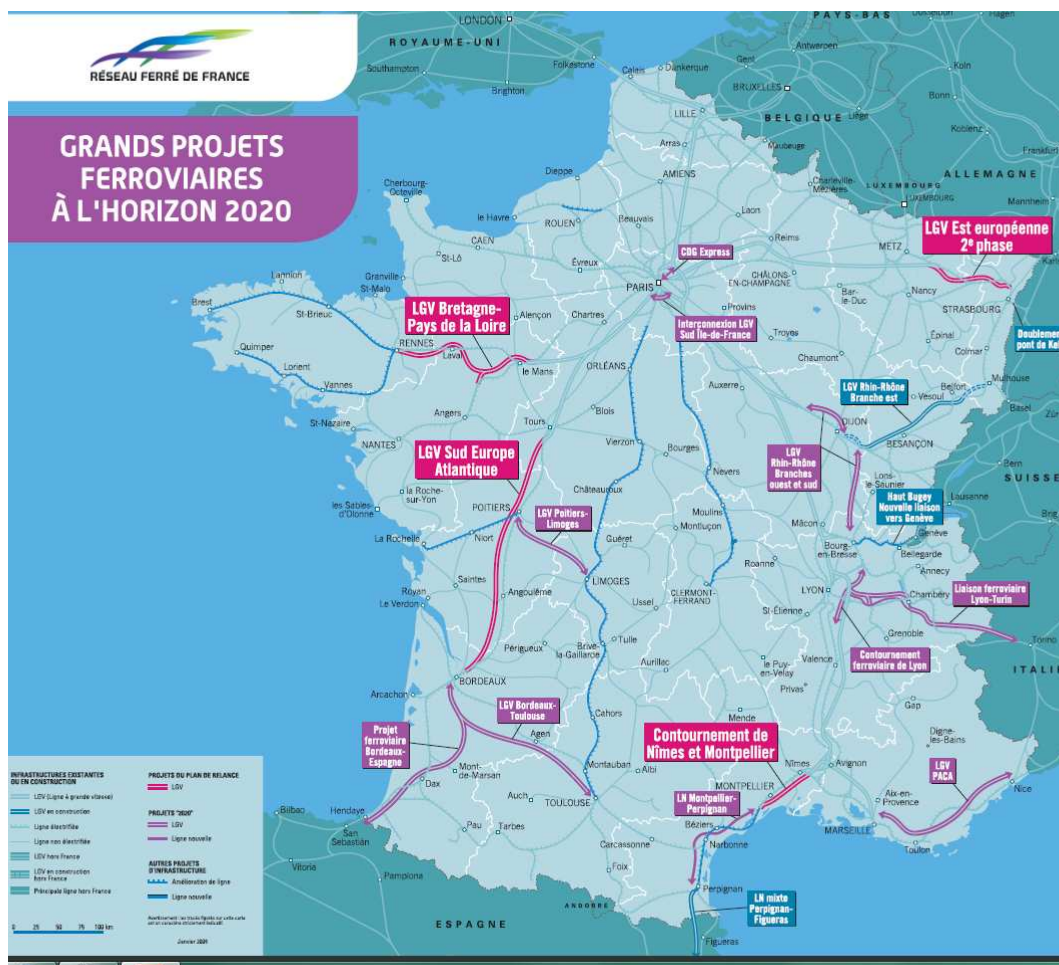 RÉSEAU FERRÉ DE FRANCE
GRANDS PROJETS
FERROVIAIRES
À L'HORIZON 2020
LONDON
ROYAUME-UNI
Southampton
Folkestone
Brighton
Calais
Dunkerque
PAYS-BAS
Antwerpen
Gent
BRUXELLES
BELGIQUE
Liège
Köln
Bonn
Koblenz
Frankfurt
ALLEMAGNE
Mannheim
LUXEMBOURG
LUXEMBOURG
LILLE
Maubeuge
Arras
AMIENS
Charleville-
Mézières
Dieppe
Cherbourg-
Octeville
le Havre
ROUEN
Beauvais
Laon
Reims
METZ
LGV Est européenne
2e phase
CAEN
St-Lô
Évreux
CDG Express
PARIS
CHÂLONS-
EN-CHAMPAGNE
Bar-
le-Duc
Nancy
STRASBOURG
Lannion
Granville
St-Malo
Brest
St-Brieuc
LGV Bretagne-
Pays de la Loire
Alençon
Chartres
Provins
Interconnexion LGV
Sud Île-de-France
Troyes
Épinal
Colmar
Chaumont
Quimper
Lorient
Vannes
RENNES
Laval
le Mans
ORLÉANS
Auxerre
LGV Rhin-Rhône
Branche est
Belfort
Mulhouse
Vesoul
Basel
Angers
St-Nazaire
NANTES
Tours
Blois
Vierzon
Bourges
DIJON
BESANÇON
Bern
SUISSE
LGV Sud Europe
Atlantique
LGV
Rhin-Rhône
Branches
ouest et sud
Lons-
le-Saunier
Haut Bugey
Nouvelle liaison
vers Genève
Lausanne
Brig
Nevers
Châteauroux
la Roche-
sur-Yon
les Sables-
d'Olonne
POITIERS
LGV Poitiers-
Limoges
Moulins
Montluçon
Mâcon
Bourg-
en-Bresse
Genève
Bellegarde
Annecy
La Rochelle
Niort
Guéret
Roanne
LIMOGES
CLERMONT-
FERRAND
LYON
Chambéry
Liaison ferroviaire
Lyon-Turin
Saintes
Royan
Le Verdon
Angoulême
Ussel
St-Étienne
Grenoble
Torino
Contournement
ferroviaire de Lyon
ITALI
Périgueux
Brive-
la-Gaillarde
Tulle
Aurillac
le Puy-
en-Velay
Valence
Privas
BORDEAUX
Arcachon
LGV Bordeaux-
Toulouse
Agen
Cahors
Mende
Gap
Digne-
les-Bains
Projet
ferroviaire
Bordeaux-
Espagne
Contournement de
Nîmes et Montpellier
Mont-
de-Marsan
Dax
Montauban
Albi
Nîmes
Avignon
LGV
PACA
Nice
Auch
TOULOUSE
MONTPELLIER
Aix-en-
Provence
MARSEILLE
Toulon
LN Montpellier-
Perpignan
Béziers
Narbonne
Bilbao
Hendaye
San
Sebastián
Pau
Tarbes
Carcassonne
Foix
Vitoria
Pamplona
ANDORRE
Perpignan
LN mixte
Perpignan-
Figueras
Figueras
ESPAGNE
INFRASTRUCTURES EXISTANTES
OU EN CONSTRUCTION
LGV (Ligne à grande vitesse)
LGV en construction
Ligne électrifiée
Ligne non électrifiée
LGV hors France
LGV en construction
hors France
Principale ligne hors France
0 25 50 75 100 km
PROJETS DU PLAN DE RELANCE
LGV
PROJETS "2020"
LGV
Ligne nouvelle
AUTRES PROJETS
D'INFRASTRUCTURE
Amélioration de ligne
Ligne nouvelle
Avertissement : les tracés figurés sur cette carte